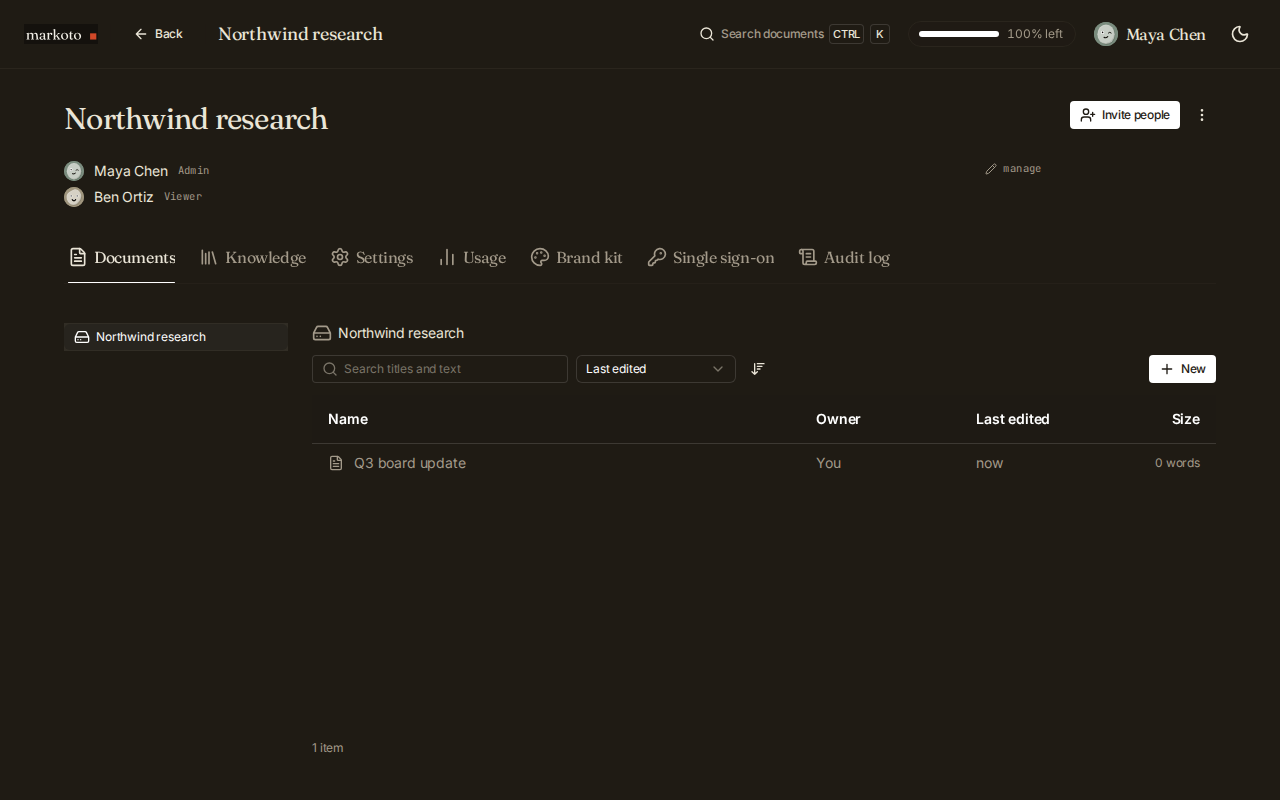 markoto
Back
Northwind research
Search documents CTRL K
100% left
Maya Chen
Northwind research
Invite people
Maya Chen Admin
manage
Ben Ortiz Viewer
Documents Knowledge Settings Usage Brand kit Single sign-on Audit log
Northwind research
Northwind research
Search titles and text
Last edited
New
Name Owner Last edited Size
Q3 board update You now 0 words
1 item